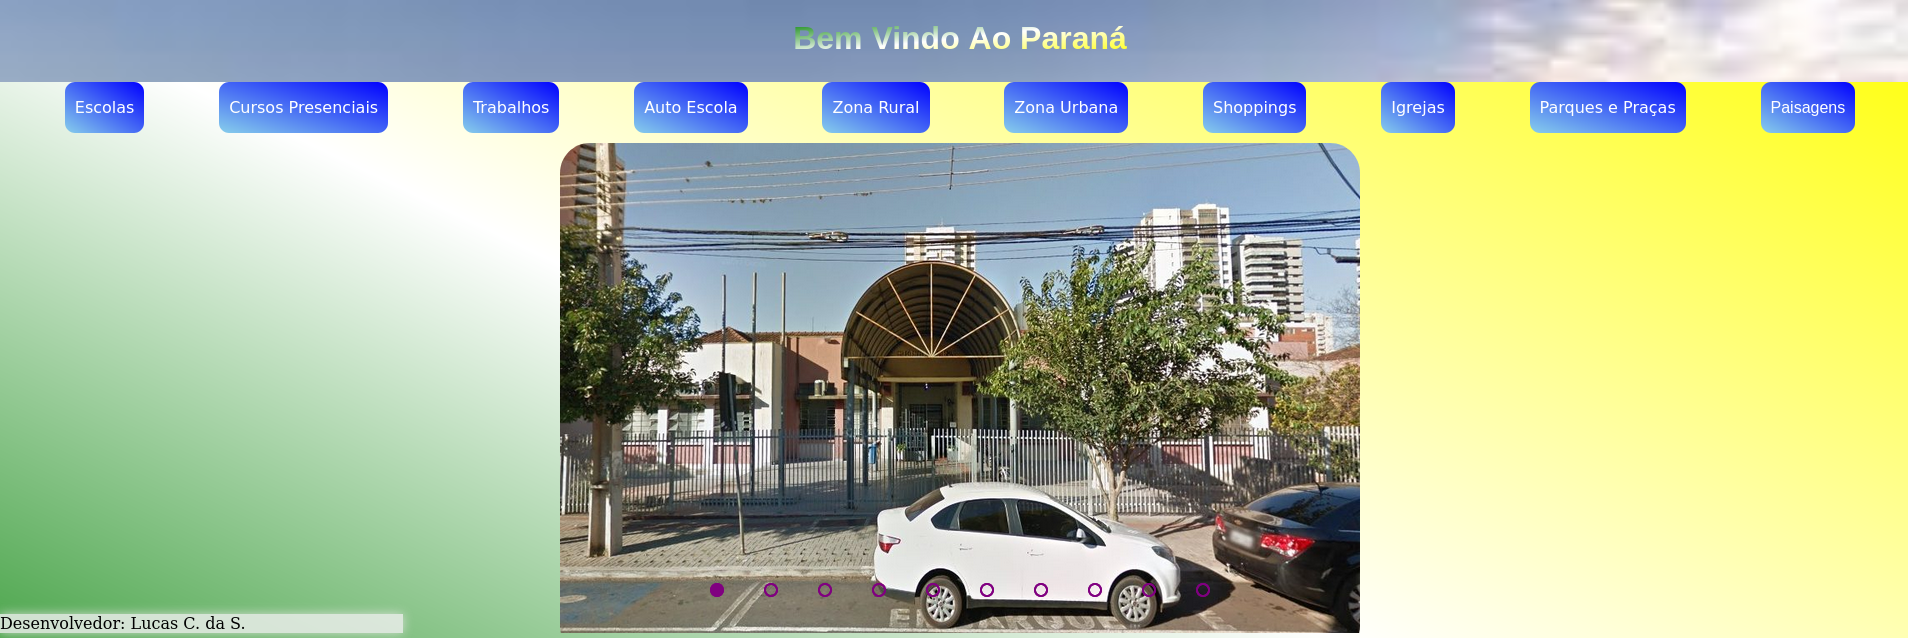 Bem Vindo Ao Paraná
Escolas
Cursos Presenciais
Trabalhos
Auto Escola
Zona Rural
Zona Urbana
Shoppings
Igrejas
Parques e Praças
Paisagens
Desenvolvedor: Lucas C. da S.